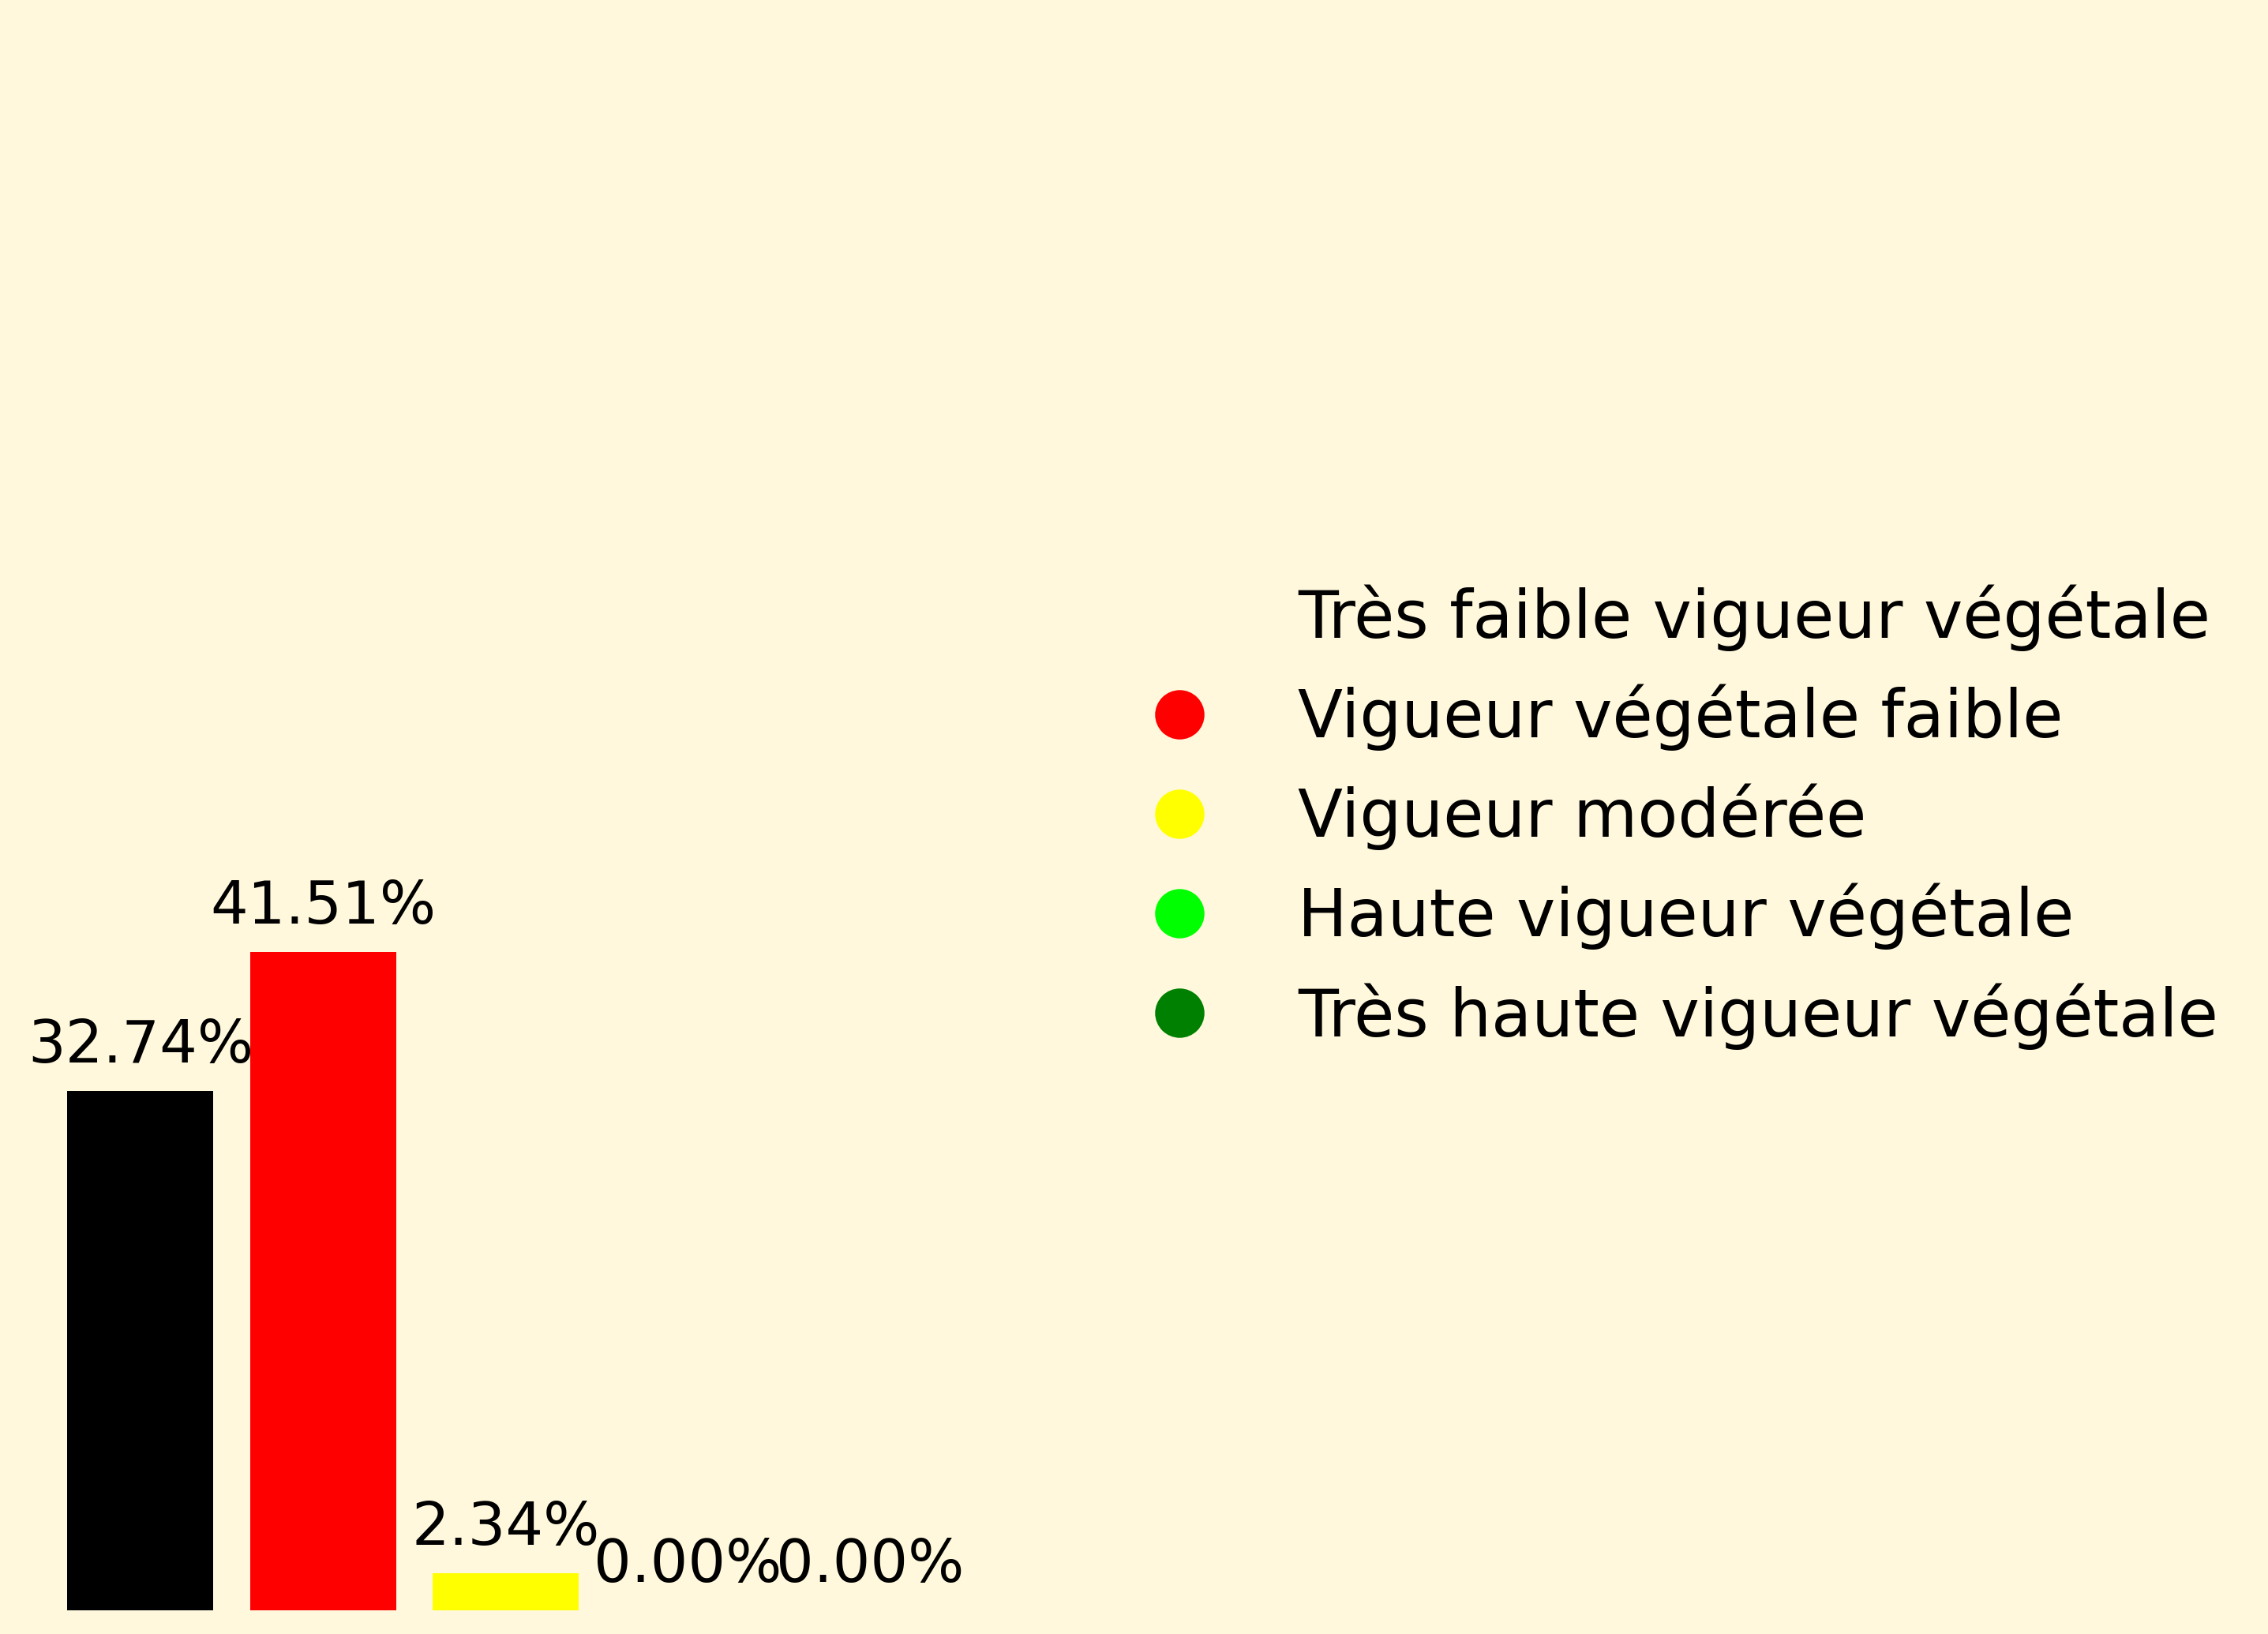 Très faible vigueur végétale
Vigueur végétale faible
Vigueur modérée
Haute vigueur végétale
Très haute vigueur végétale
41.51%
32.74%
2.34%
0.00%
0.00%